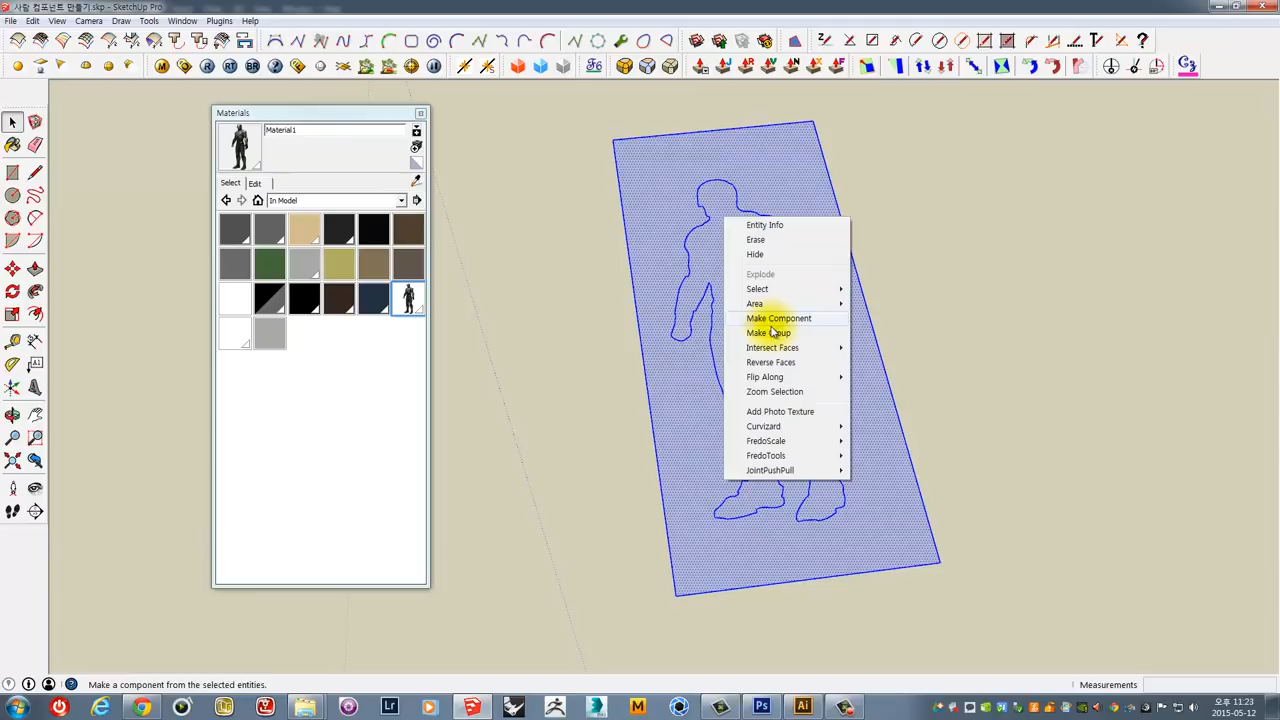 사람 컴포넌트 만들기.skp - SketchUp Pro
File Edit View Camera Draw Tools Window Plugins Help
Materials
Material1
Select Edit
In Model
Entity Info
Erase
Hide
Explode
Select
Area
Make Component
Make Group
Intersect Faces
Reverse Faces
Flip Along
Zoom Selection
Add Photo Texture
Curvizard
FredoScale
FredoTools
JointPushPull
Make a component from the selected entities.
Measurements
오후 11:23
2015-05-12